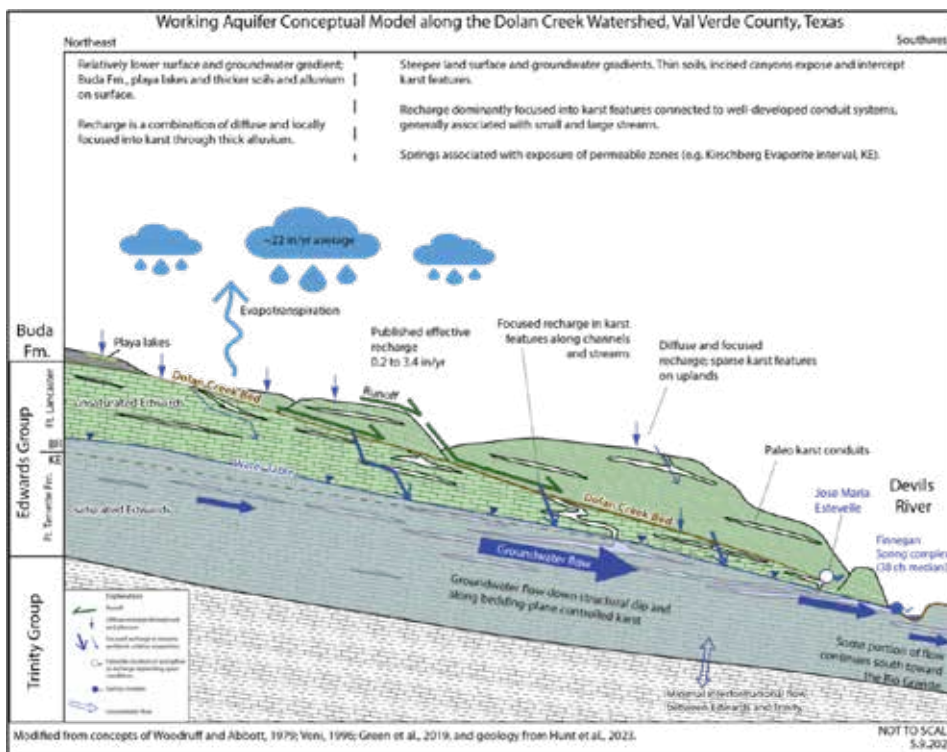 Working Aquifer Conceptual Model along the Dolan Creek Watershed, Val Verde County, Texas
Northeast
Southwest
Relatively lower surface and groundwater gradient;
Buda Fm., playa lakes and thicker soils and alluvium
on surface.
Recharge is a combination of diffuse and locally
focused into karst through thick alluvium.
Steeper land surface and groundwater gradients. Thin soils, incised canyons expose and intercept
karst features.
Recharge dominantly focused into karst features connected to well-developed conduit systems,
generally associated with small and large streams.
Springs associated with exposure of permeable zones (e.g. Kirschberg Evaporite interval, KE).
~22 in/yr average
Evapotranspiration
Buda
Fm.
Playa lakes
Published effective
recharge
0.2 to 3.4 in/yr
Focused recharge in karst
features along channels
and streams
Diffuse and focused
recharge; sparse karst features
on uplands
Dolan Creek Bed
Runoff
Edwards Group
Ft. Lancaster
Ft. Terrette Fm.
KE
Unsaturated Edwards
Water table
Saturated Edwards
Dolan Creek Bed
Paleo karst conduits
Jose Maria
Estevelle
Devils
River
Finnegan
Spring complex
(38 cfs median)
Groundwater flow
Groundwater flow down structural dip and
along bedding-plane controlled karst
Some portion of flow
continues south toward
the Rio Grande
Trinity Group
Minimal interformational flow
between Edwards and Trinity
Explanation
Runoff
Groundwater flow
Modified from concepts of Woodruff and Abbott, 1979; Veni, 1996; Green et al., 2019, and geology from Hunt et al., 2023.
NOT TO SCALE